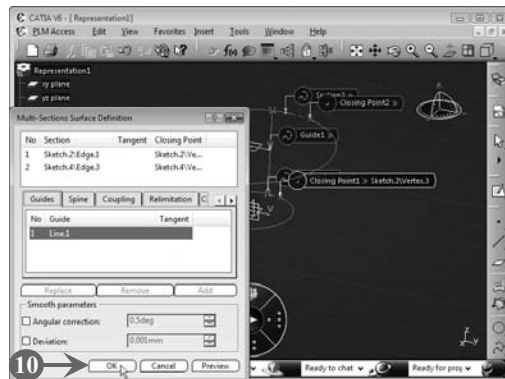 CATIA V6 - [ Representation1]
PLM Access Edit View Favorites Insert Tools Window Help
Representation1
xy plane
yz plane
Closing Point2
Guide1
Closing Point1 Sketch.2\Vertex.3
Multi-Sections Surface Definition
No Section Tangent Closing Point
1 Sketch.2\Edge.1 Sketch.2\Ve...
2 Sketch.4\Edge.3 Sketch.4\Ve...
Guides Spine Coupling Relimitation C
No Guide Tangent
1 Line.1
Replace Remove Add
Smooth parameters
Angular correction: 0.5deg
Deviation: 0.001mm
10 OK Cancel Preview
Ready to chat Ready for prop